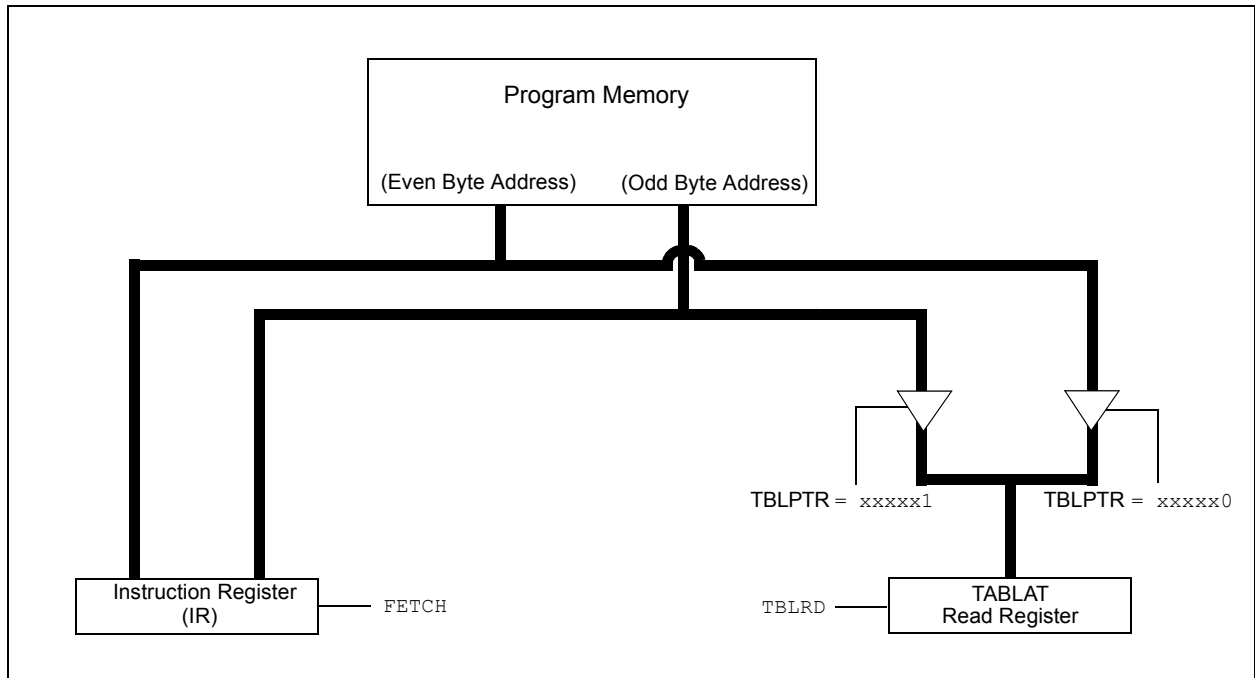 Program Memory
(Even Byte Address)
(Odd Byte Address)
TBLPTR = xxxxx1
TBLPTR = xxxxx0
Instruction Register
(IR)
FETCH
TBLRD
TABLAT
Read Register